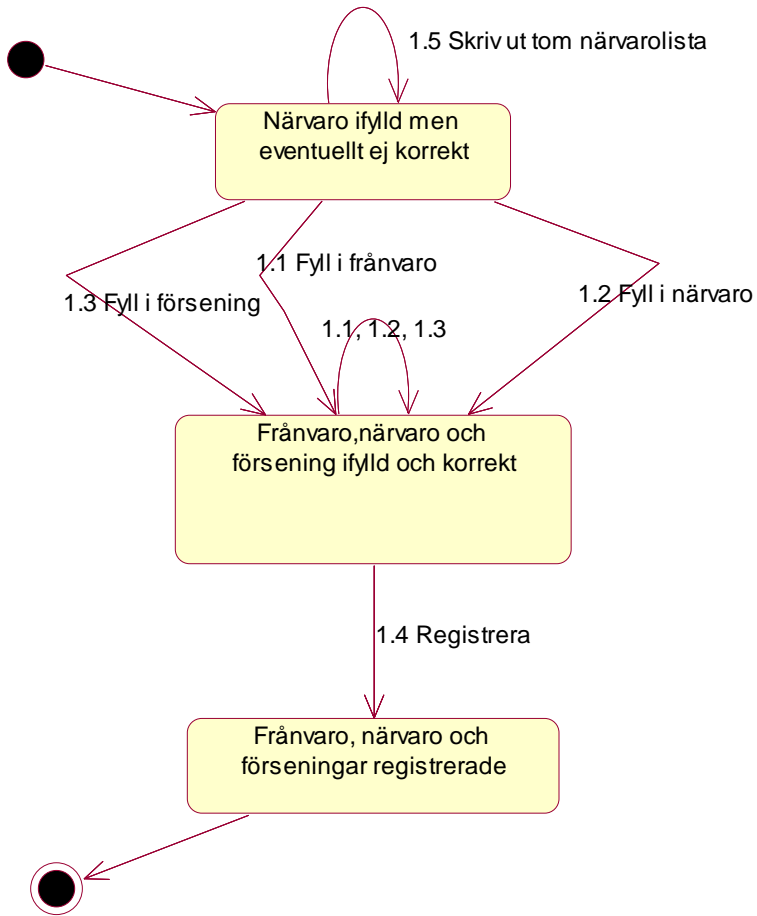 1.5 Skriv ut tom närvarolista
Närvaro ifylld men
eventuellt ej korrekt
1.1 Fyll i frånvaro
1.3 Fyll i försening
1.2 Fyll i närvaro
1.1, 1.2, 1.3
Frånvaro,närvaro och
försening ifylld och korrekt
1.4 Registrera
Frånvaro, närvaro och
förseningar registrerade